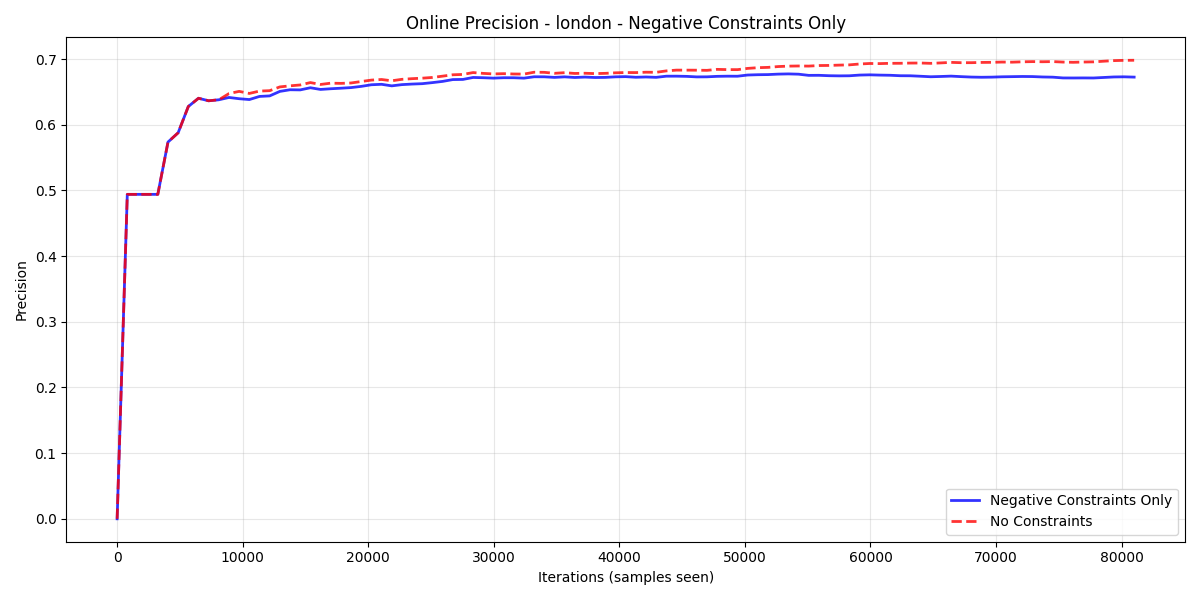 Online Precision - london - Negative Constraints Only
0.7
0.6
0.5
0.4
0.3
0.2
0.1
0.0
Precision
0 10000 20000 30000 40000 50000 60000 70000 80000
Iterations (samples seen)
Negative Constraints Only
No Constraints